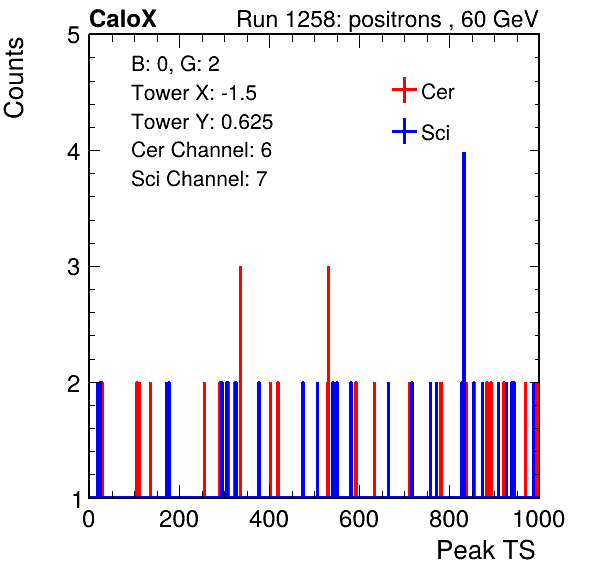 CaloX Run 1258: positrons , 60 GeV
B: 0, G: 2
Tower X: -1.5
Tower Y: 0.625
Cer Channel: 6
Sci Channel: 7
Cer
Sci
Counts
5
4
3
2
1
0 200 400 600 800 1000
Peak TS